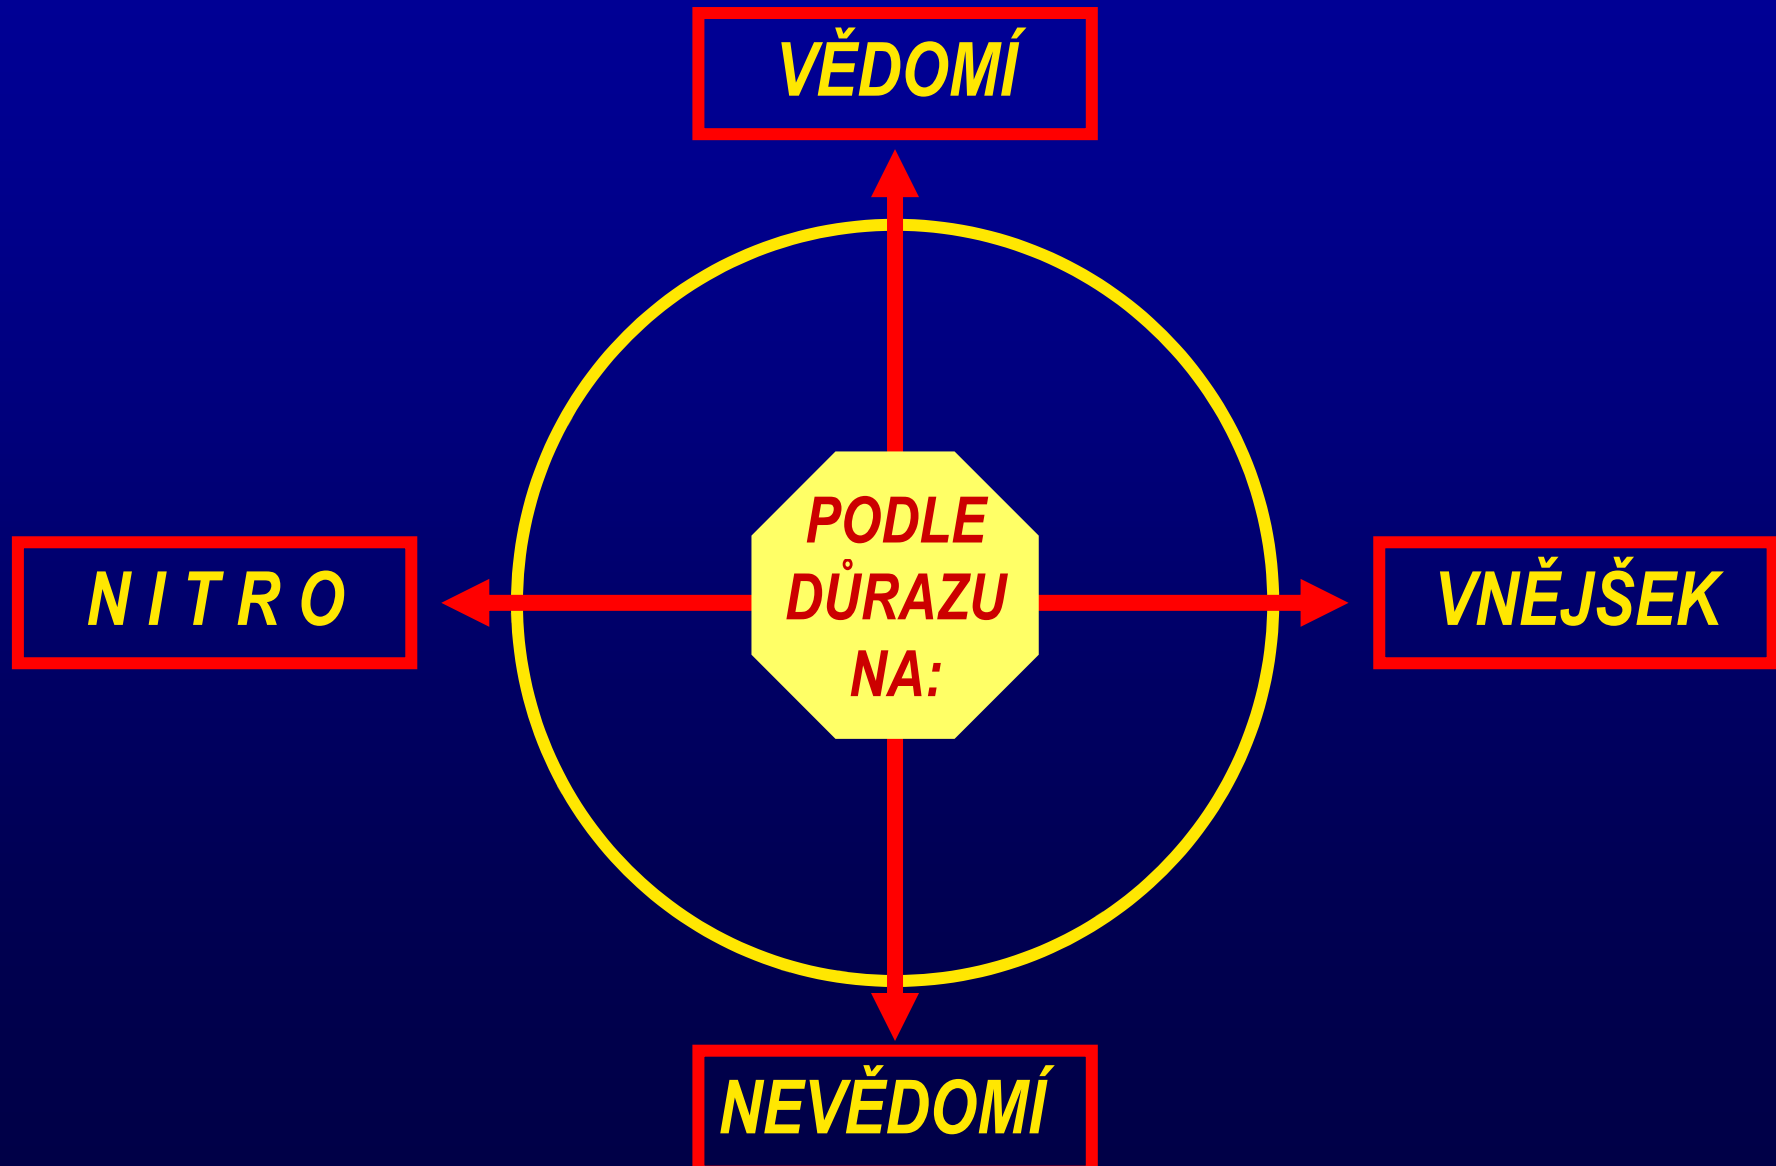 VĚDOMÍ
PODLE
DŮRAZU
NA:
N I T R O
VNĚJŠEK
NEVĚDOMÍ